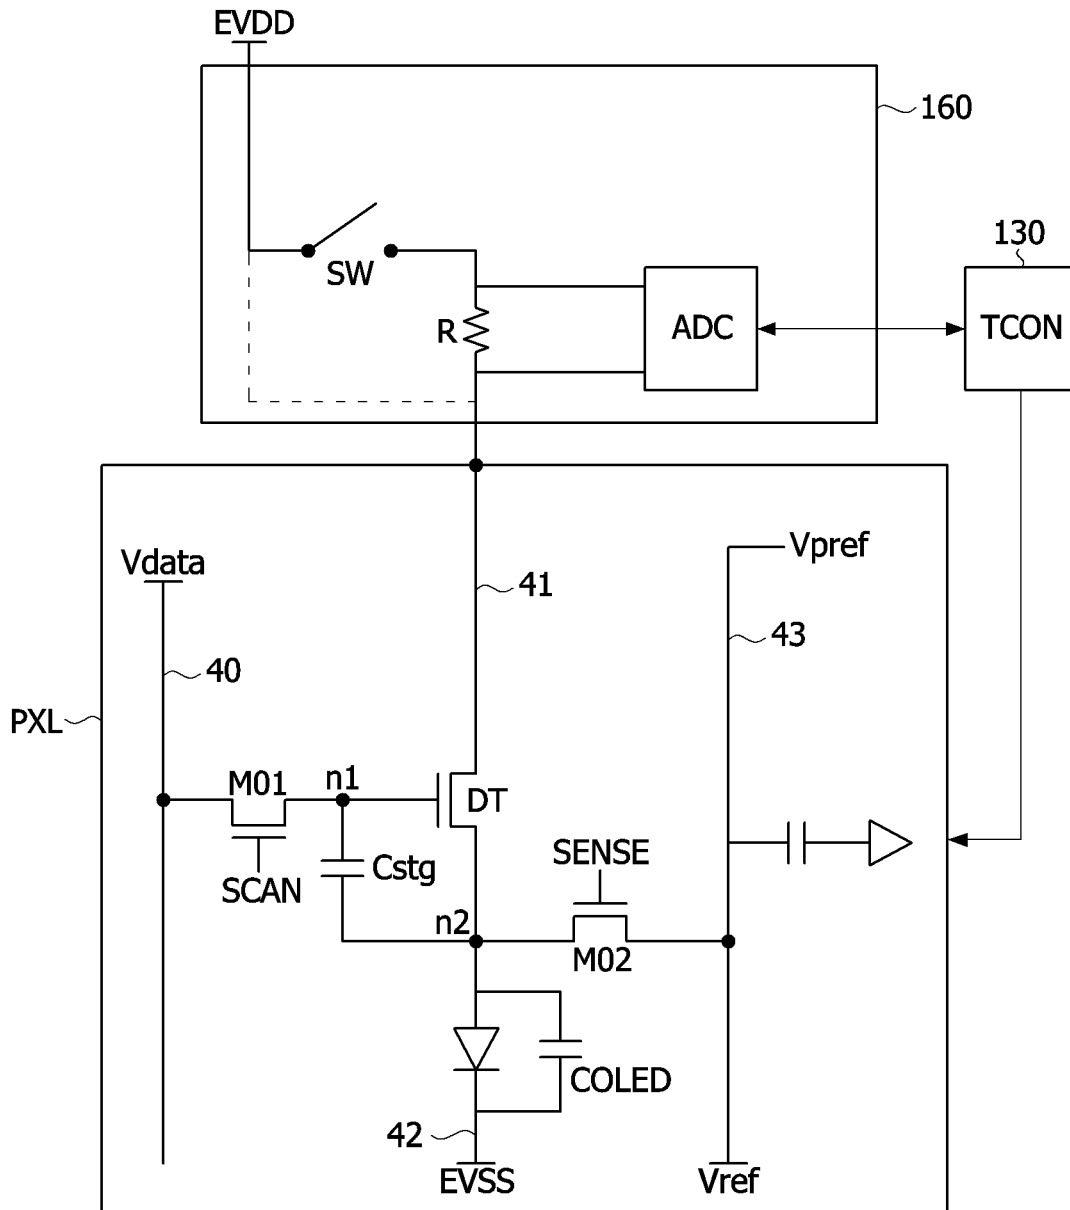 EVDD
160
SW
130
R
ADC
TCON
Vpref
Vdata
41
43
40
PXL
M01
n1
DT
SENSE
Cstg
SCAN
n2
M02
COLED
42
EVSS
Vref